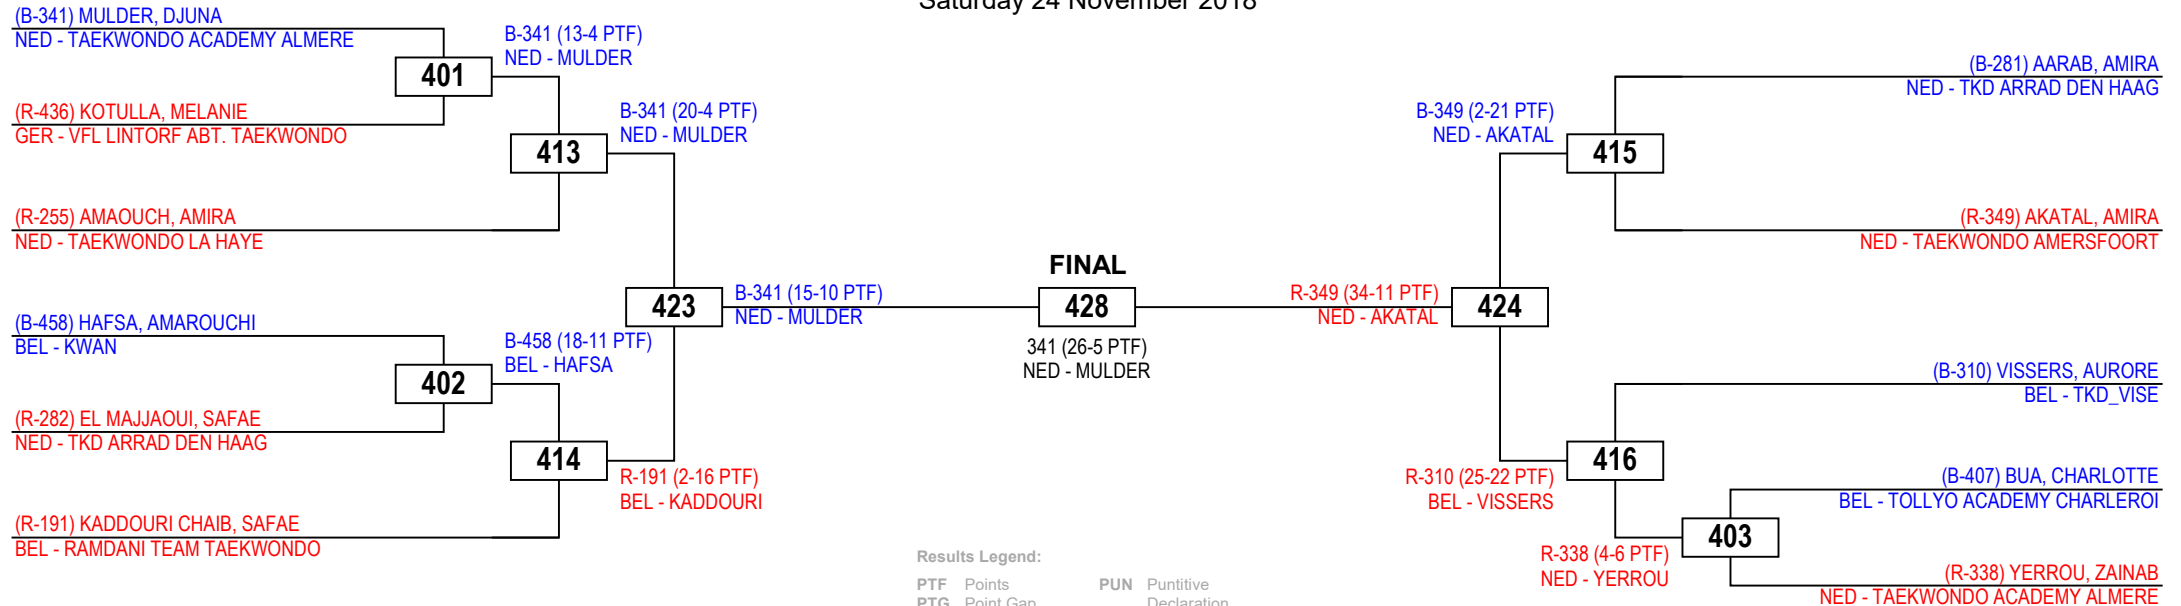 Saturday 24 November 2018
(B-341) MULDER, DJUNA
NED - TAEKWONDO ACADEMY ALMERE
(R-436) KOTULLA, MELANIE
GER - VFL LINTORF ABT. TAEKWONDO
(R-255) AMAOUCH, AMIRA
NED - TAEKWONDO LA HAYE
(B-458) HAFSA, AMAROUCHI
BEL - KWAN
(R-282) EL MAJJAOUI, SAFAE
NED - TKD ARRAD DEN HAAG
(R-191) KADDOURI CHAIB, SAFAE
BEL - RAMDANI TEAM TAEKWONDO
401
B-341 (13-4 PTF)
NED - MULDER
402
B-458 (18-11 PTF)
BEL - HAFSA
413
B-341 (20-4 PTF)
NED - MULDER
414
R-191 (2-16 PTF)
BEL - KADDOURI
423
B-341 (15-10 PTF)
NED - MULDER
FINAL
428
341 (26-5 PTF)
NED - MULDER
R-349 (34-11 PTF)
NED - AKATAL
424
B-349 (2-21 PTF)
NED - AKATAL
415
R-310 (25-22 PTF)
BEL - VISSERS
416
R-338 (4-6 PTF)
NED - YERROU
403
(B-281) AARAB, AMIRA
NED - TKD ARRAD DEN HAAG
(R-349) AKATAL, AMIRA
NED - TAEKWONDO AMERSFOORT
(B-310) VISSERS, AURORE
BEL - TKD_VISE
(B-407) BUA, CHARLOTTE
BEL - TOLLYO ACADEMY CHARLEROI
(R-338) YERROU, ZAINAB
NED - TAEKWONDO ACADEMY ALMERE
Results Legend:
PTF Points PUN Puntitive
PTG Point Gap Declaration